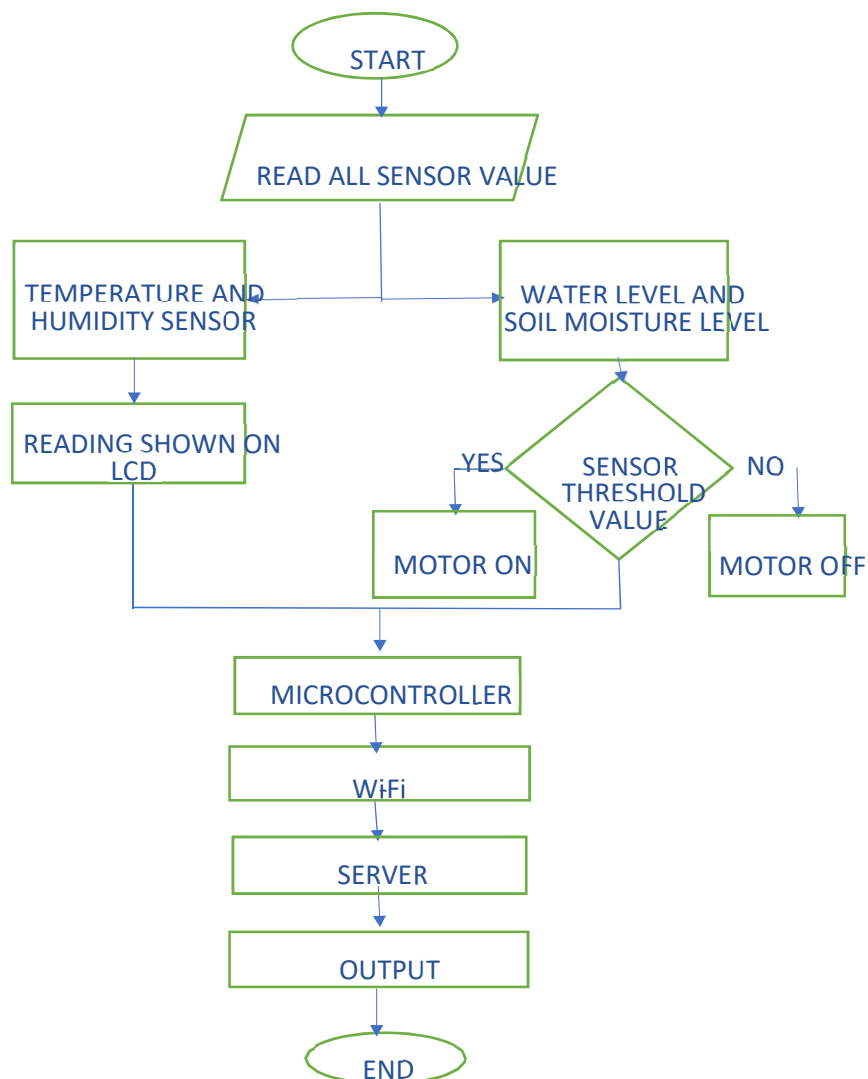 START
READ ALL SENSOR VALUE
TEMPERATURE AND
HUMIDITY SENSOR
WATER LEVEL AND
SOIL MOISTURE LEVEL
READING SHOWN ON
LCD
YES
SENSOR
THRESHOLD
VALUE
NO
MOTOR ON
MOTOR OFF
MICROCONTROLLER
WiFi
SERVER
OUTPUT
END